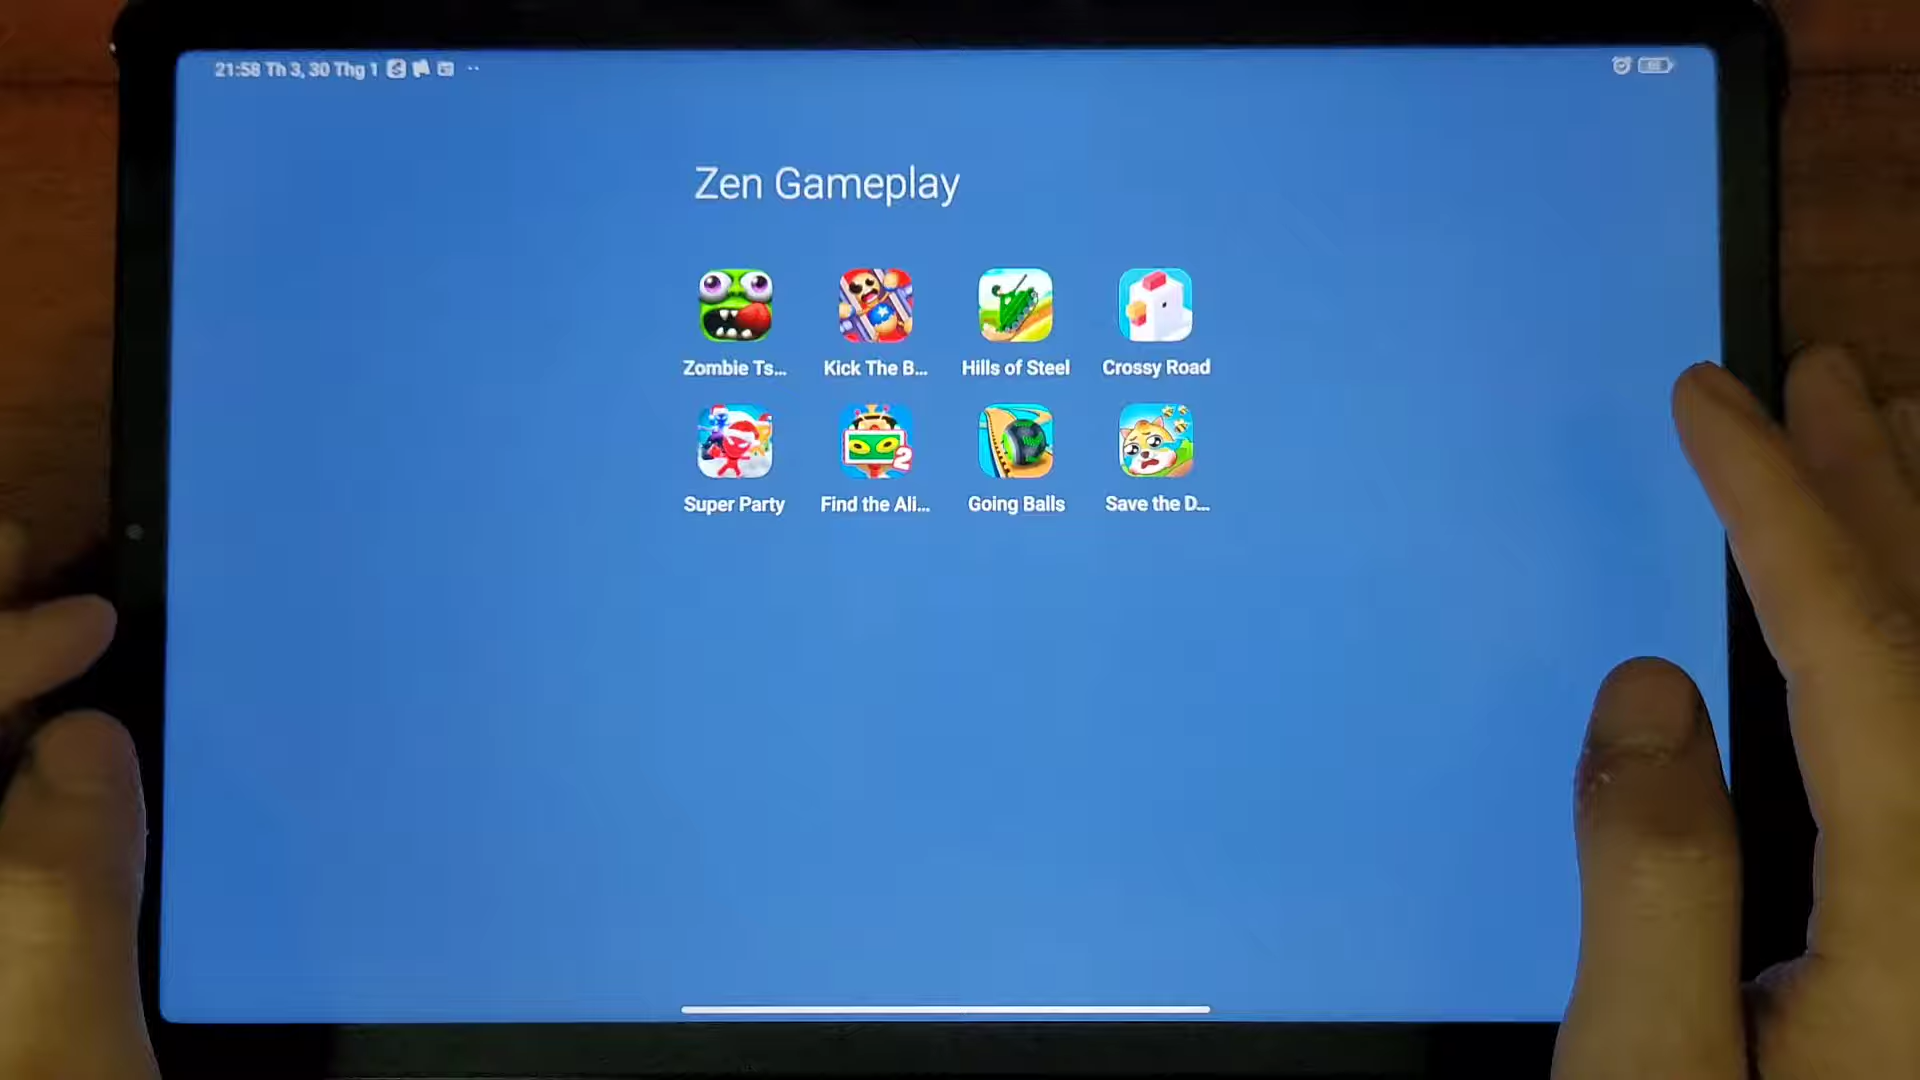 21:58 Th 3, 30 Thg 1
Zen Gameplay
Zombie Ts...
Kick The B...
Hills of Steel
Crossy Road
2
Super Party
Find the Ali...
Going Balls
Save the D...